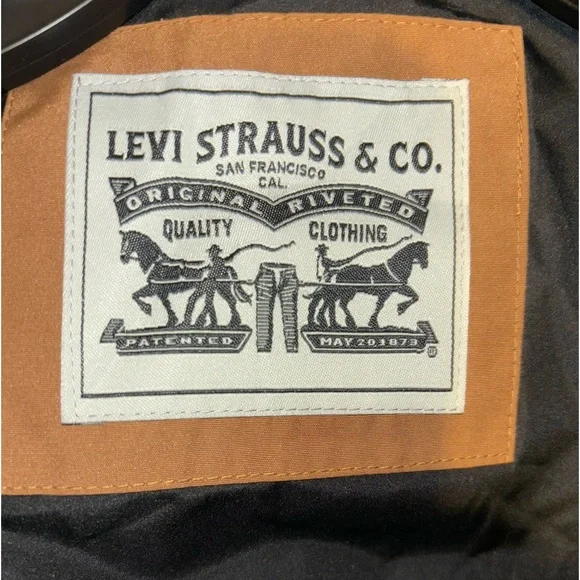 LEVI STRAUSS & CO.
SAN FRANCISCO
CAL.
ORIGINAL RIVETED
QUALITY CLOTHING
PATENTED MAY 20 1873